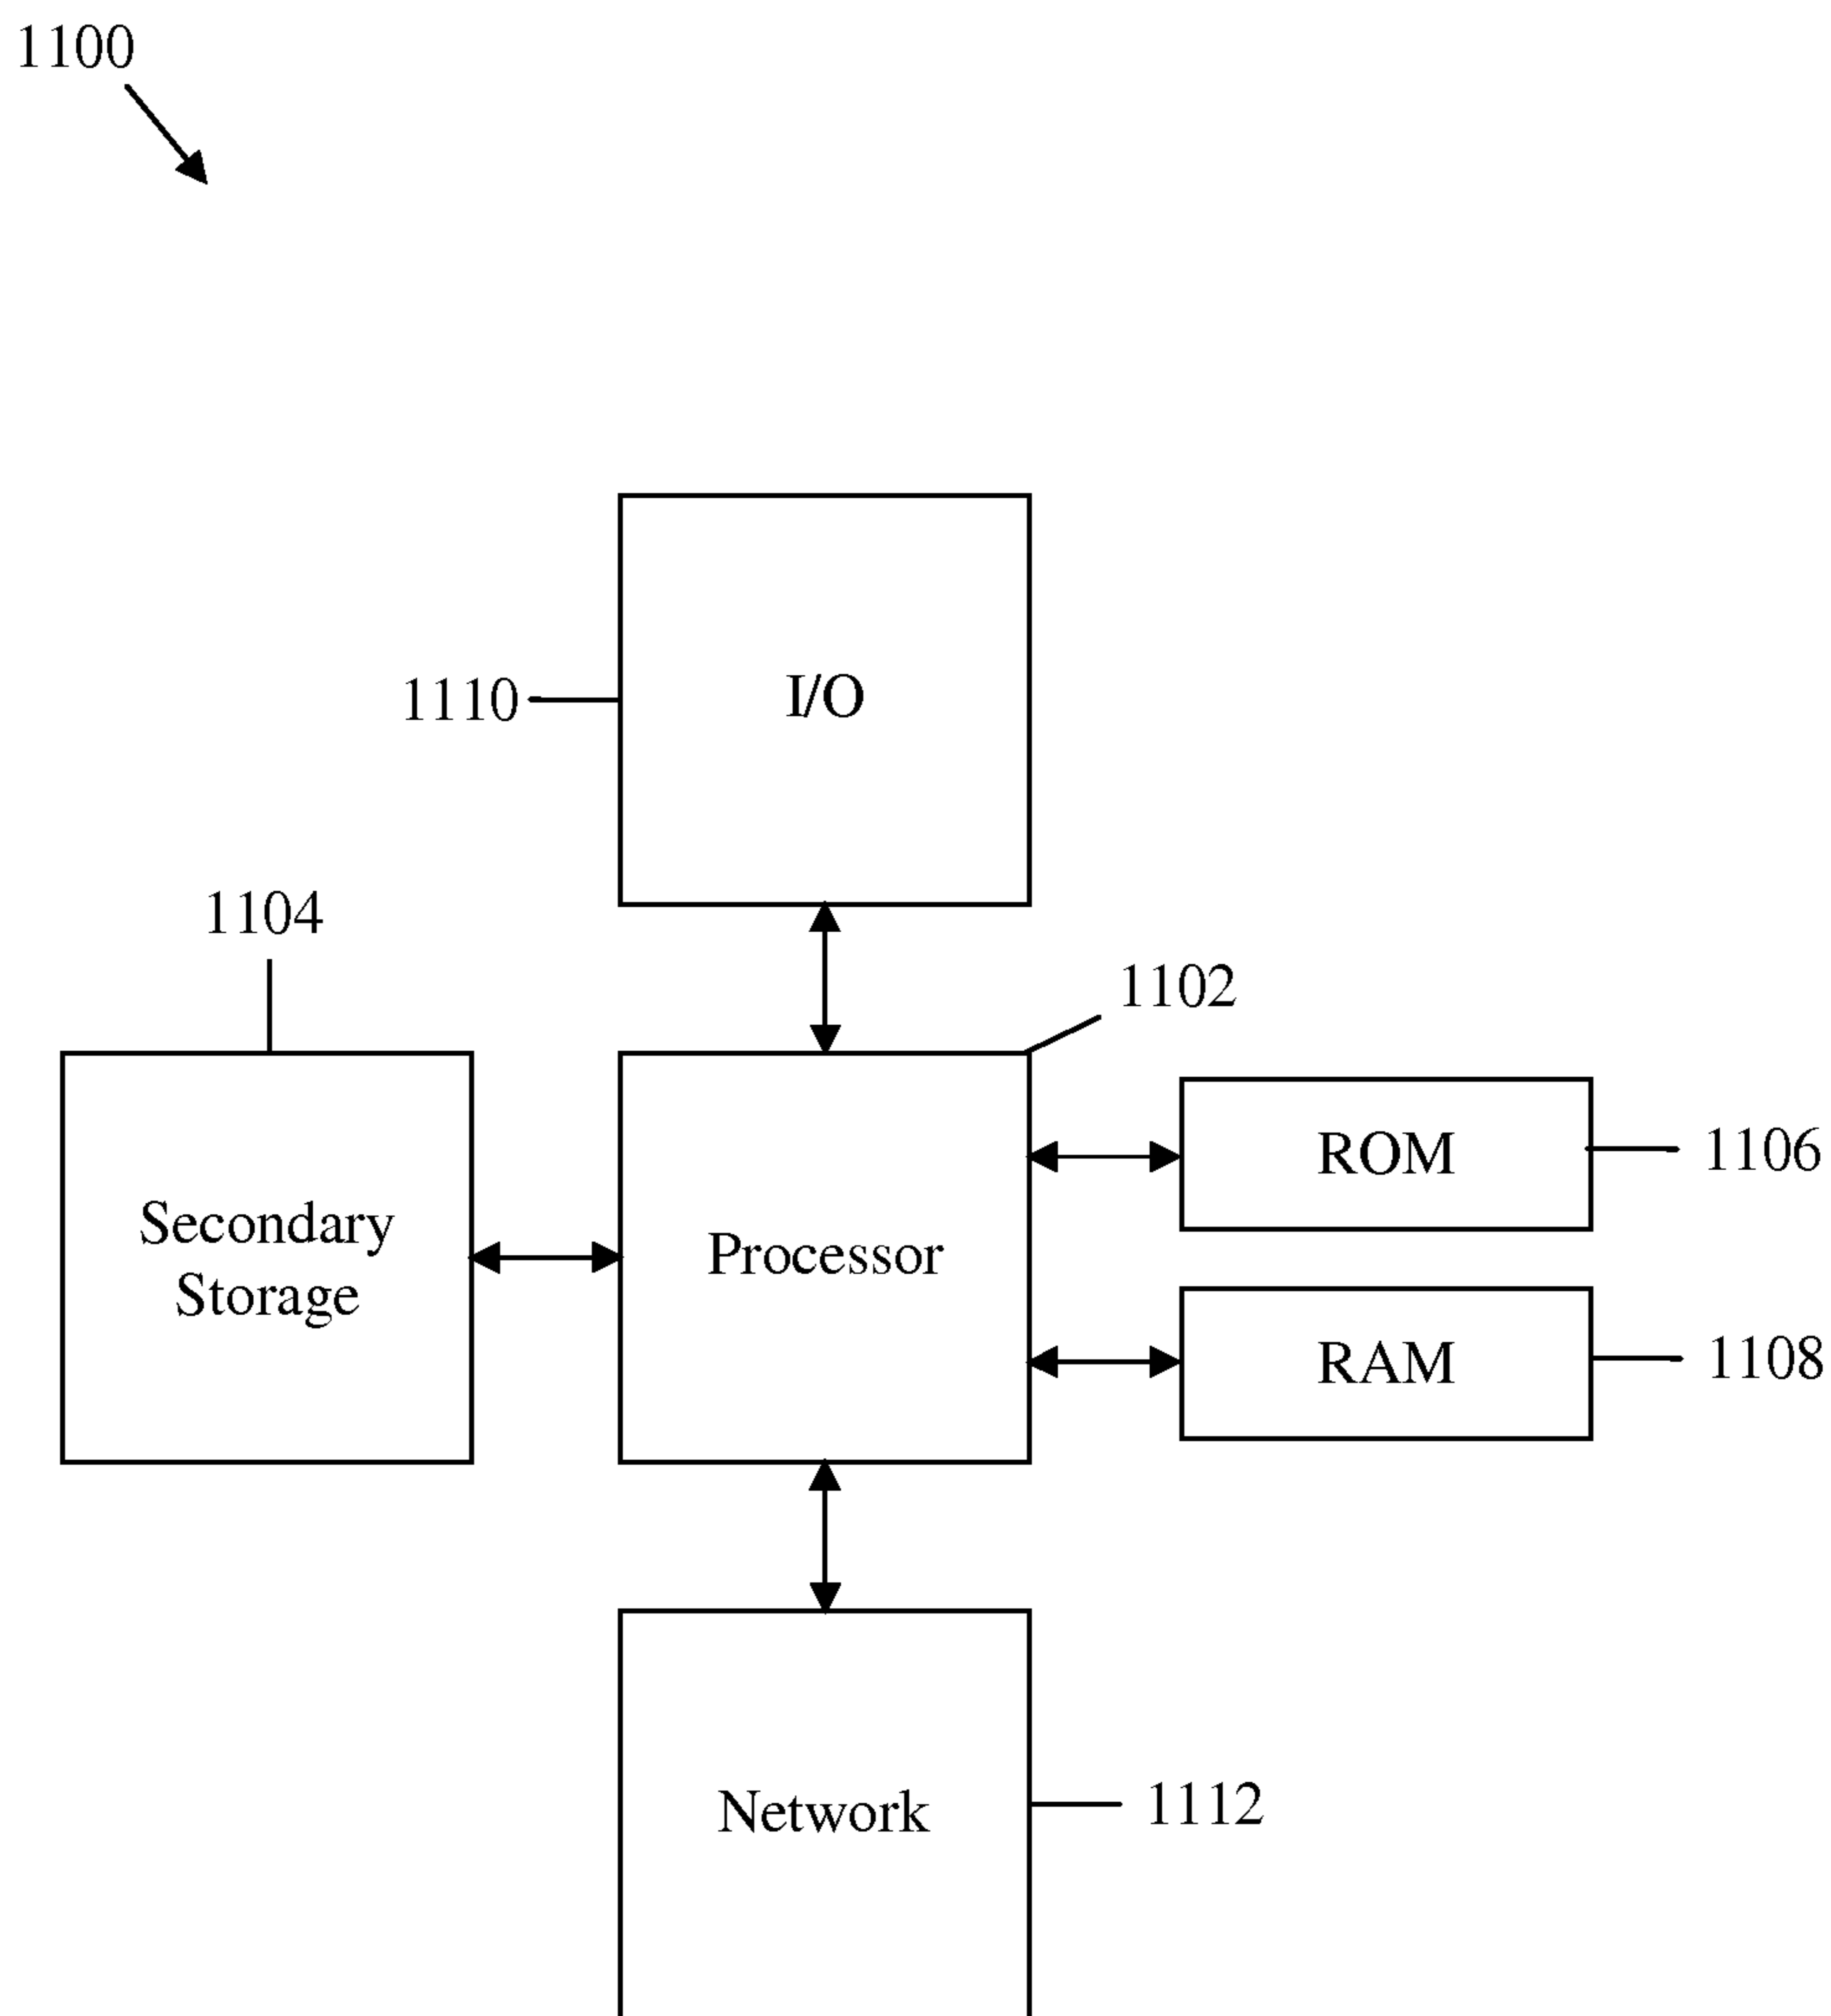 1100
I/O
1110
1104
1102
ROM
1106
Secondary
Storage
Processor
RAM
1108
Network
1112